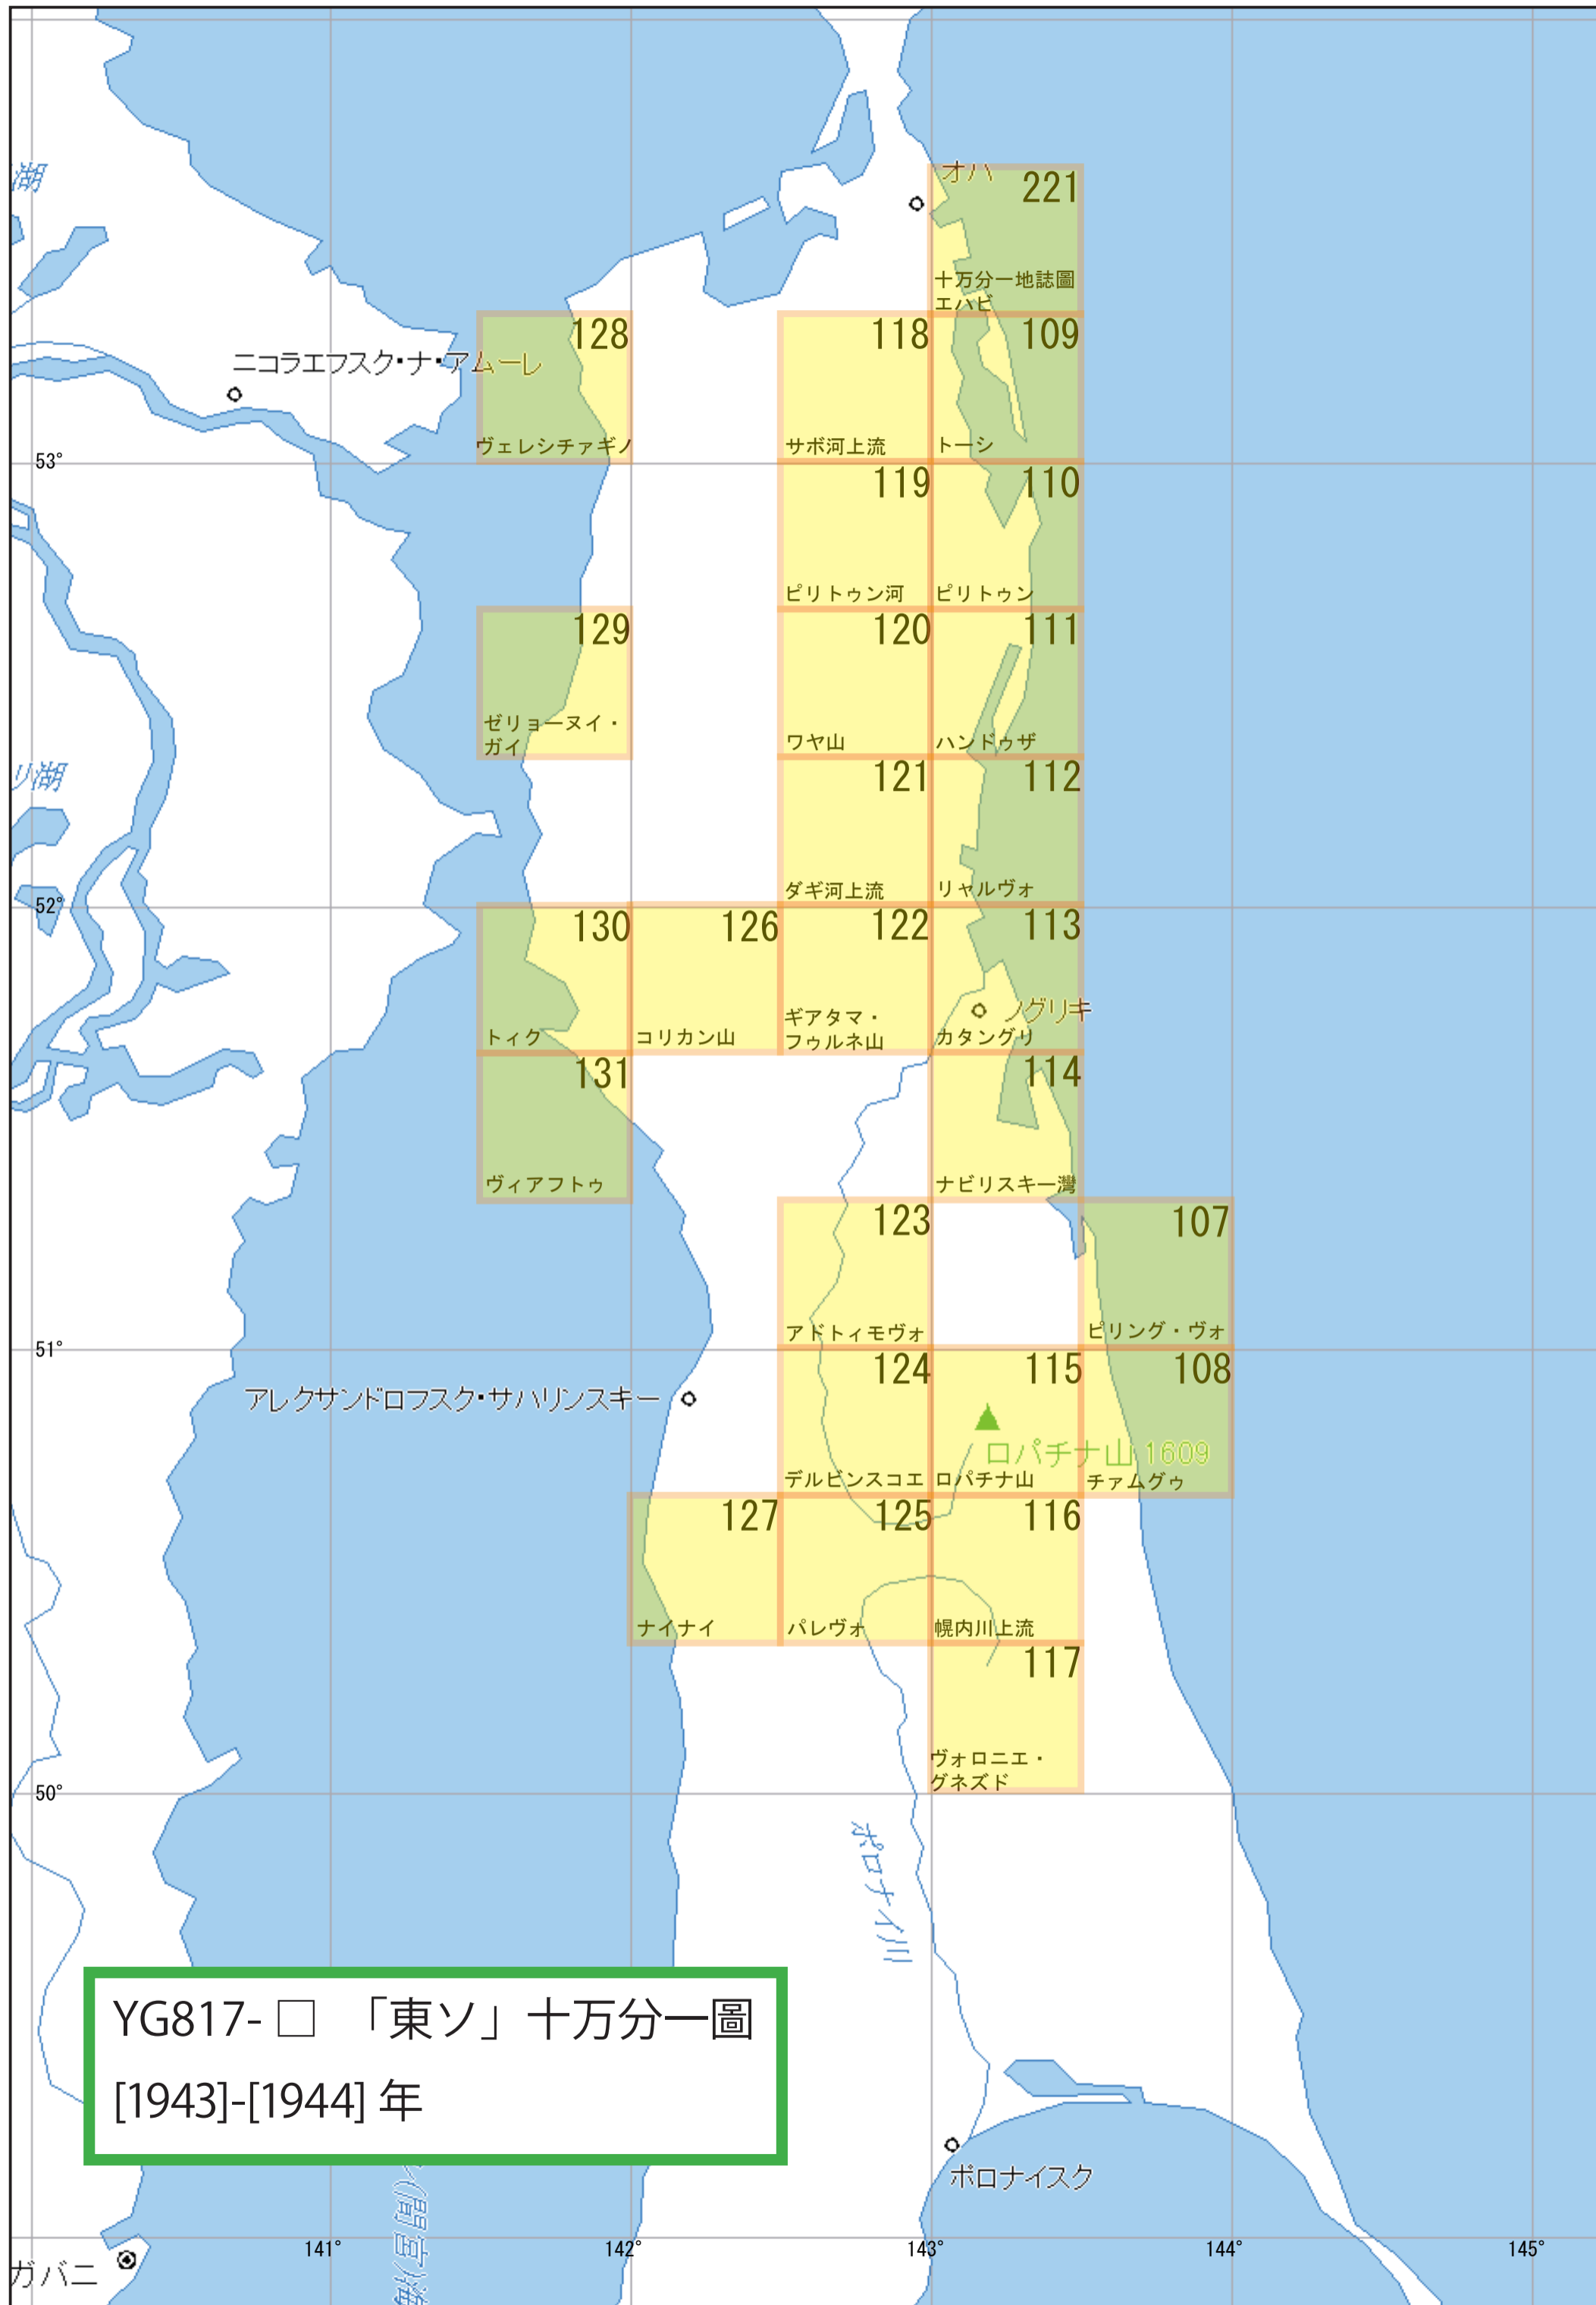 湖
オハ
221
十万分一地誌圖
エハビ
128
118
109
ニコラエフスク・ナ・アムーレ
ヴェレシチァギノ
サボ河上流
トーシ
53°
119
110
ピリトゥン河
ピリトゥン
129
120
111
ゼリョーヌイ・
ガイ
ワヤ山
ハンドゥザ
リ湖
121
112
ダギ河上流
リャルヴォ
52°
130
126
122
113
ノグリキ
トィク
コリカン山
ギアタマ・
フゥルネ山
カタングリ
131
114
ヴィアフトゥ
ナビリスキー灣
123
107
アドトィモヴォ
ピリング・ヴォ
51°
124
115
108
アレクサンドロフスク・サハリンスキー
ロパチナ山 1609
デルビンスコエ
ロパチナ山
チァムグゥ
127
125
116
ナイナイ
パレヴォ
幌内川上流
117
ヴォロニエ・
グネズド
50°
ポロナイ川
YG817- □ 「東ソ」十万分一圖
[1943]-[1944] 年
ポロナイスク
(間宮)海
141°
142°
143°
144°
145°
ガバニ